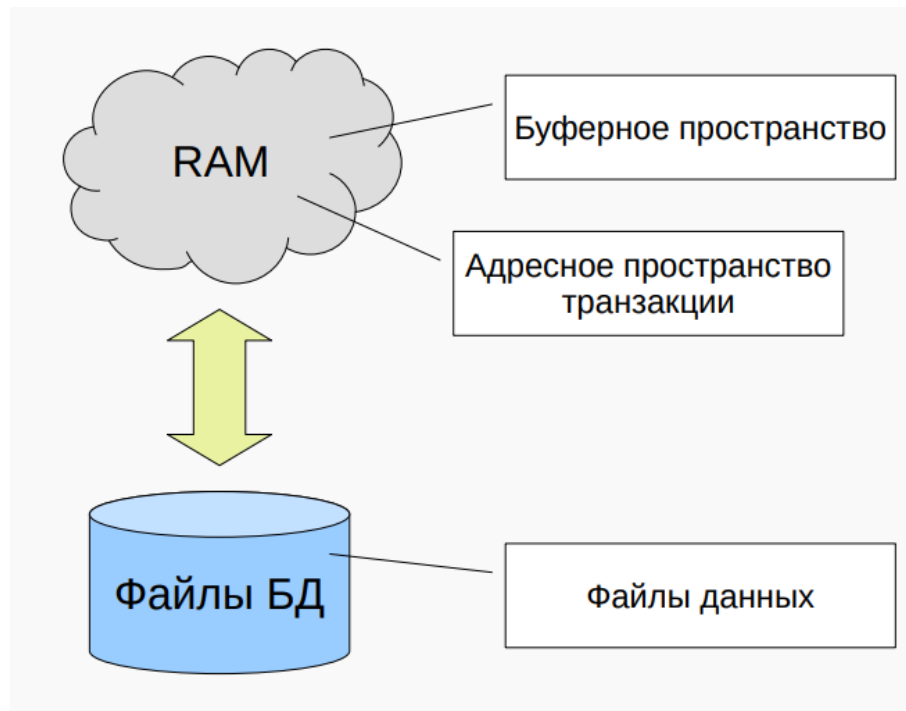 RAM
Буферное пространство
Адресное пространство
транзакции
Файлы БД
Файлы данных